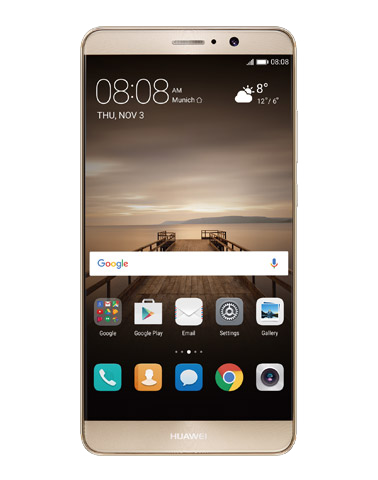 08:08
08:08 AM
Munich
THU, NOV 3
8°
12°/ 6°
Google
Google
Google Play
Email
Settings
Gallery
HUAWEI